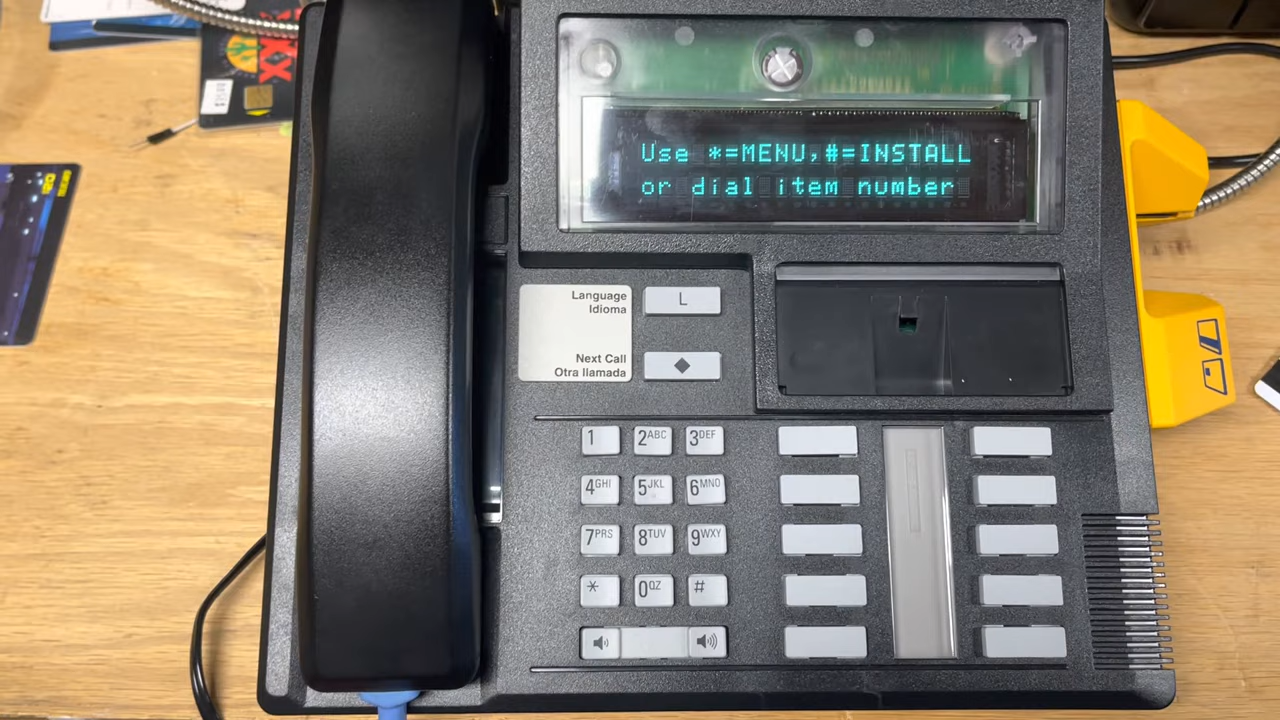 Use *=MENU,#=INSTALL
or dial item number
Language
Idioma
L
Next Call
Otra llamada
1 2ABC 3DEF
4GHI 5JKL 6MNO
7PRS 8TUV 9WXY
* 0QZ #